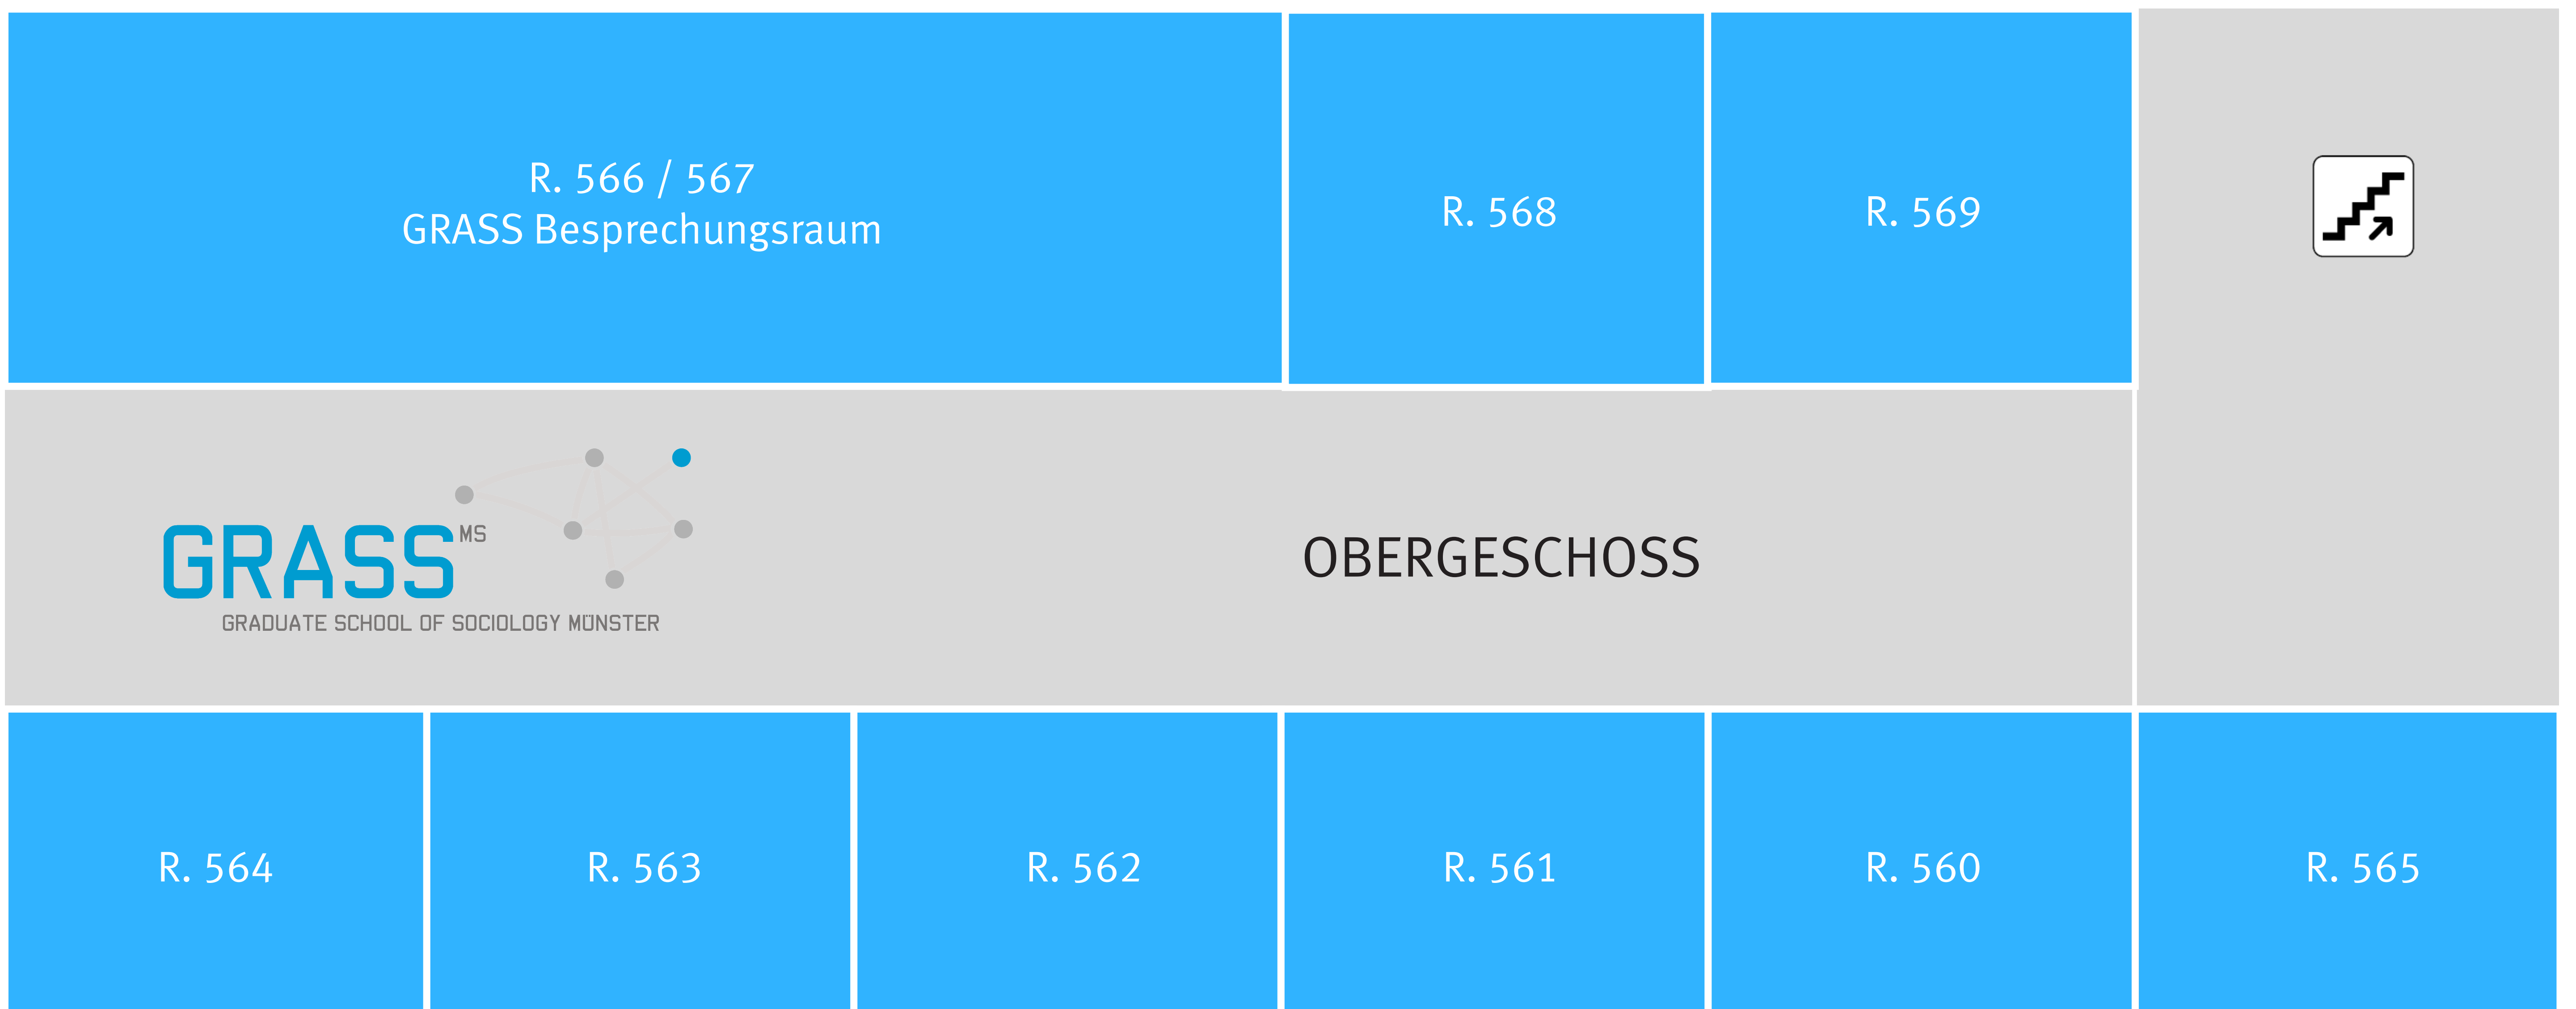 R. 566 / 567
GRASS Besprechungsraum
R. 568
R. 569
GRASS MS
GRADUATE SCHOOL OF SOCIOLOGY MÜNSTER
OBERGESCHOSS
R. 564
R. 563
R. 562
R. 561
R. 560
R. 565